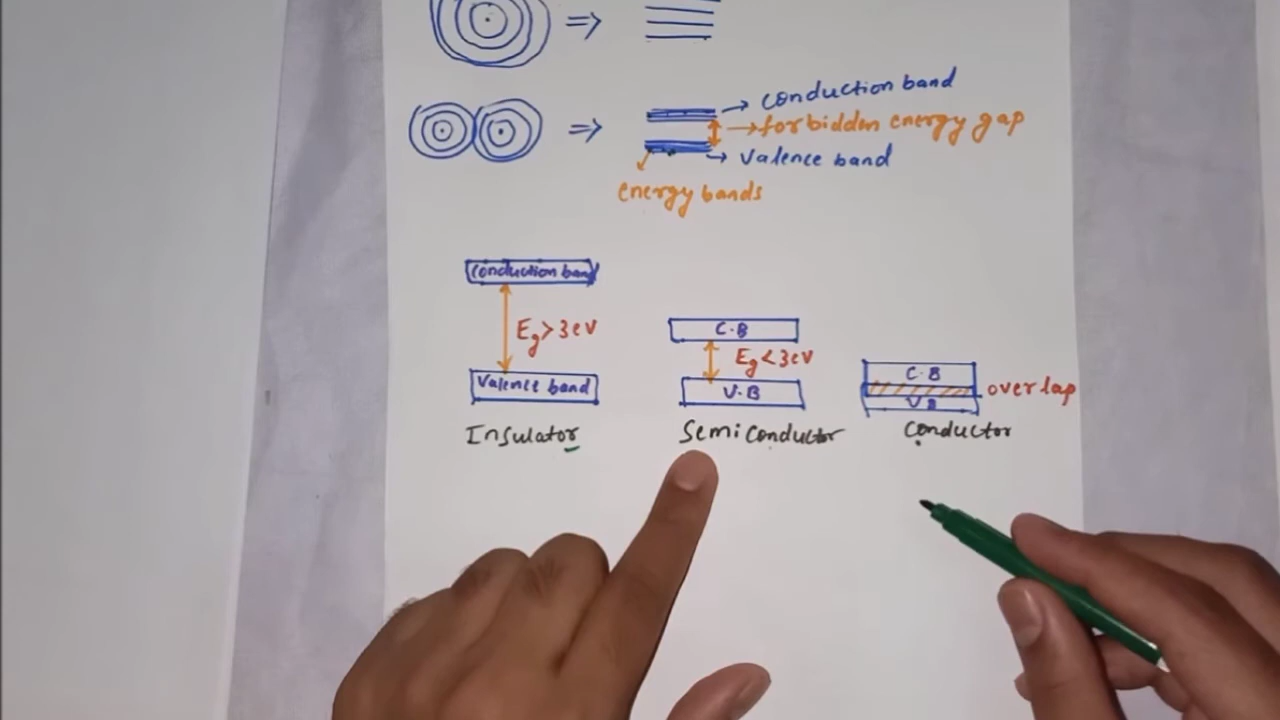 ⇒
⇒ → conduction band
→ forbidden energy gap
→ valence band
energy bands
Conduction band
Eg>3eV
Valence band
Insulator
C.B
Eg<3eV
V.B
Semiconductor
C.B
overlap
VB
Conductor